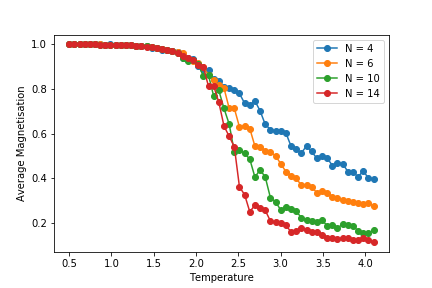 1.0
0.8
0.6
0.4
0.2
Average Magnetisation
N = 4
N = 6
N = 10
N = 14
0.5 1.0 1.5 2.0 2.5 3.0 3.5 4.0
Temperature